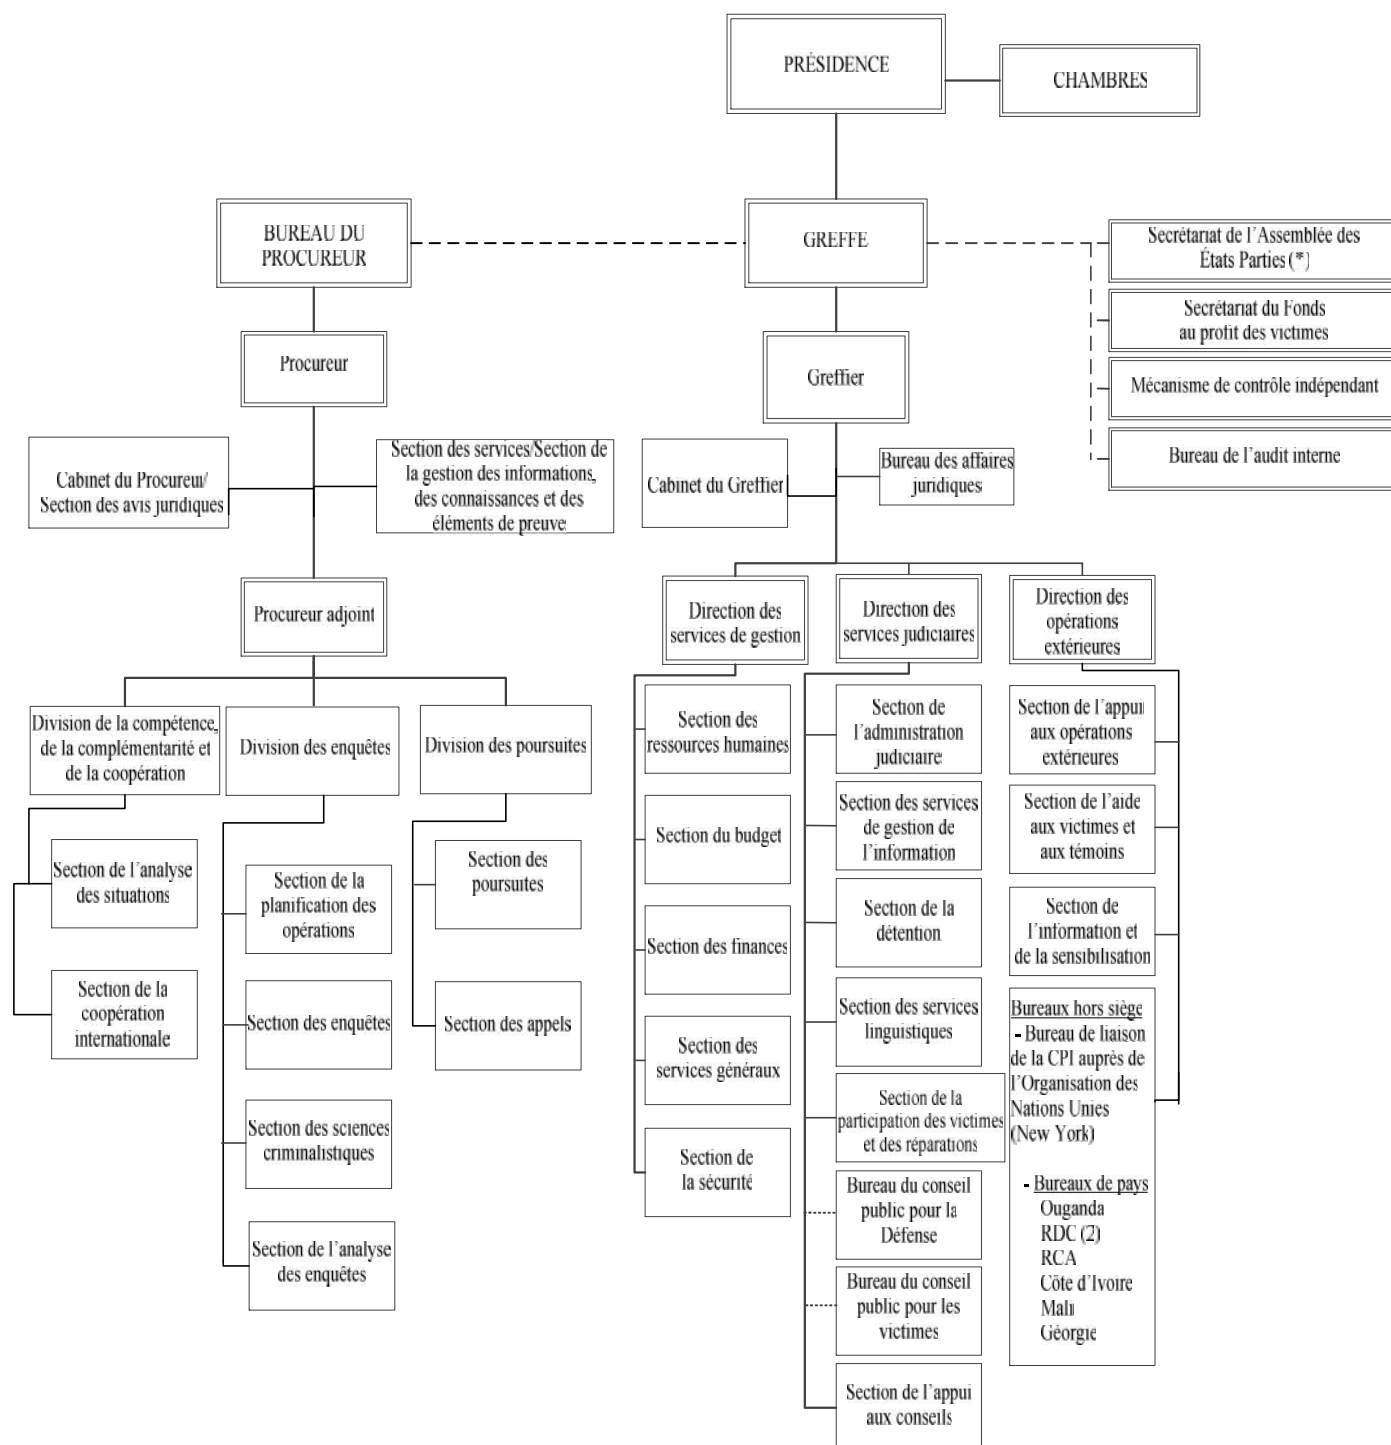 PRÉSIDENCE
CHAMBRES
BUREAU DU
PROCUREUR
GREFFE
Secrétariat de l’Assemblée des
États Parties (*)
Secrétariat du Fonds
au profit des victimes
Mécanisme de contrôle indépendant
Bureau de l’audit interne
Procureur
Greffier
Cabinet du Procureur/
Section des avis juridiques
Section des services/Section de
la gestion des informations,
des connaissances et des
éléments de preuve
Cabinet du Greffier
Bureau des affaires
juridiques
Procureur adjoint
Direction des
services de gestion
Direction des
services judiciaires
Direction des
opérations
extérieures
Division de la compétence,
de la complémentarité et
de la coopération
Division des enquêtes
Division des poursuites
Section de l’analyse
des situations
Section de la
coopération
internationale
Section de la
planification des
opérations
Section des enquêtes
Section des sciences
criminalistiques
Section de l’analyse
des enquêtes
Section des
poursuites
Section des appels
Section des
ressources humaines
Section du budget
Section des finances
Section des
services généraux
Section de
la sécurité
Section de
l’administration
judiciaire
Section des services
de gestion de
l’information
Section de la
détention
Section des services
linguistiques
Section de la
participation des victimes
et des réparations
Bureau du conseil
public pour la
Défense
Bureau du conseil
public pour les
victimes
Section de l’appui
aux conseils
Section de l’appui
aux opérations
extérieures
Section de l’aide
aux victimes et
aux témoins
Section de
l’information et
de la sensibilisation
Bureaux hors siège
- Bureau de liaison
de la CPI auprès de
l’Organisation des
Nations Unies
(New York)
- Bureaux de pays
Ouganda
RDC (2)
RCA
Côte d’Ivoire
Mali
Géorgie